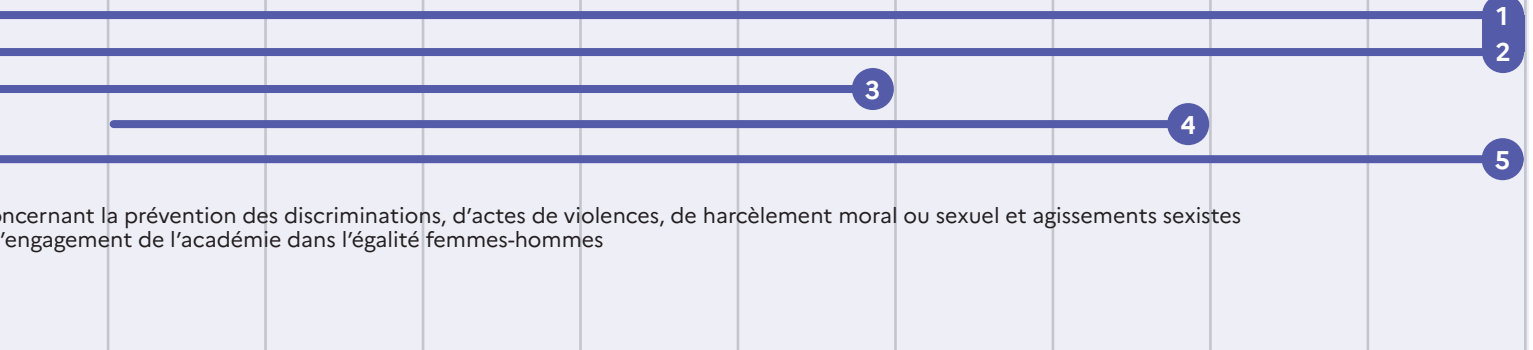 1
2
3
4
5
oncernant la prévention des discriminations, d’actes de violences, de harcèlement moral ou sexuel et agissements sexistes
’engagement de l’académie dans l’égalité femmes-hommes